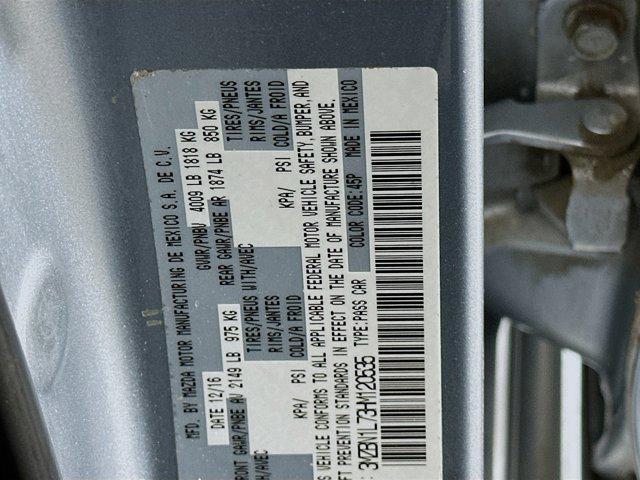 MFD. BY MAZDA MOTOR MANUFACTURING DE MEXICO S.A. DE C.V.
DATE 12/16 GVWR/PNBV 4009 LB 1818 KG
FRONT GAWR/PNBE AV 2149 LB 975 KG REAR GAWR/PNBE AR 1874 LB 850 KG
WITH/AVEC TIRES/PNEUS WITH/AVEC TIRES/PNEUS
RIMS/JANTES RIMS/JANTES
KPA/ PSI COLD/A FROID KPA/ PSI COLD/A FROID
VEHICLE CONFORMS TO ALL APPLICABLE FEDERAL MOTOR VEHICLE SAFETY, BUMPER, AND
THEFT PREVENTION STANDARDS IN EFFECT ON THE DATE OF MANUFACTURE SHOWN ABOVE.
: 3MZBN1L73HM120535 TYPE:PASS CAR COLOR CODE:45P MADE IN MEXICO